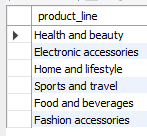 product_line
Health and beauty
Electronic accessories
Home and lifestyle
Sports and travel
Food and beverages
Fashion accessories